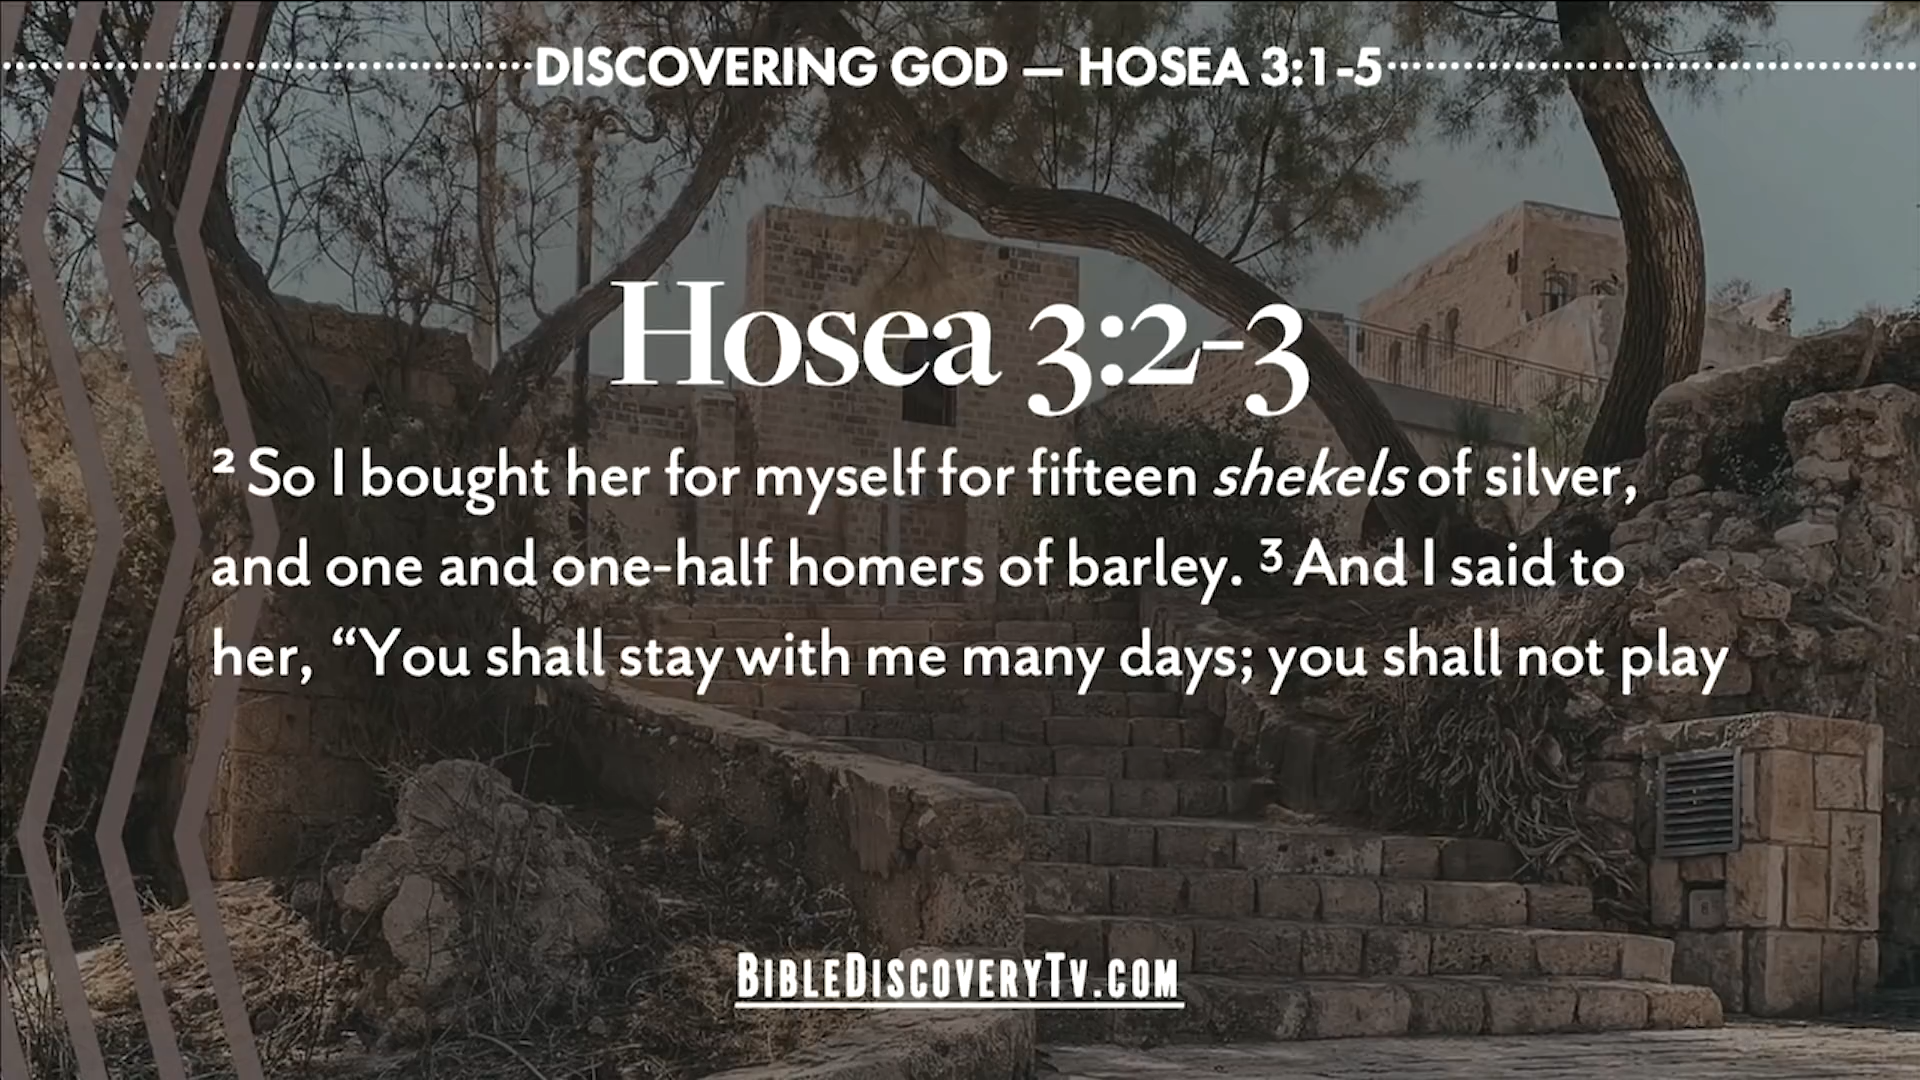 DISCOVERING GOD — HOSEA 3:1-5
Hosea 3:2-3
² So I bought her for myself for fifteen shekels of silver,
and one and one-half homers of barley. ³ And I said to
her, “You shall stay with me many days; you shall not play
BIBLEDISCOVERYTV.COM